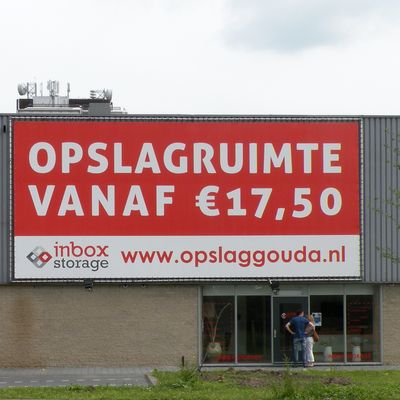 OPSLAGRUIMTE
VANAF €17,50
inbox
storage
www.opslaggouda.nl